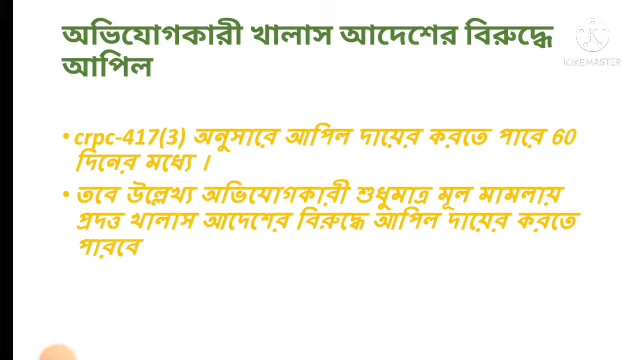 অভিযোগকারী খালাস আদেশের বিরুদ্ধে
আপিল
KINEMASTER
• crpc-417(3) অনুসারে আপিল দায়ের করতে পারে 60
দিনের মধ্যে ।
• তবে উল্লেখ্য অভিযোগকারী শুধুমাত্র মূল মামলায়
প্রদত্ত খালাস আদেশের বিরুদ্ধে আপিল দায়ের করতে
পারবে